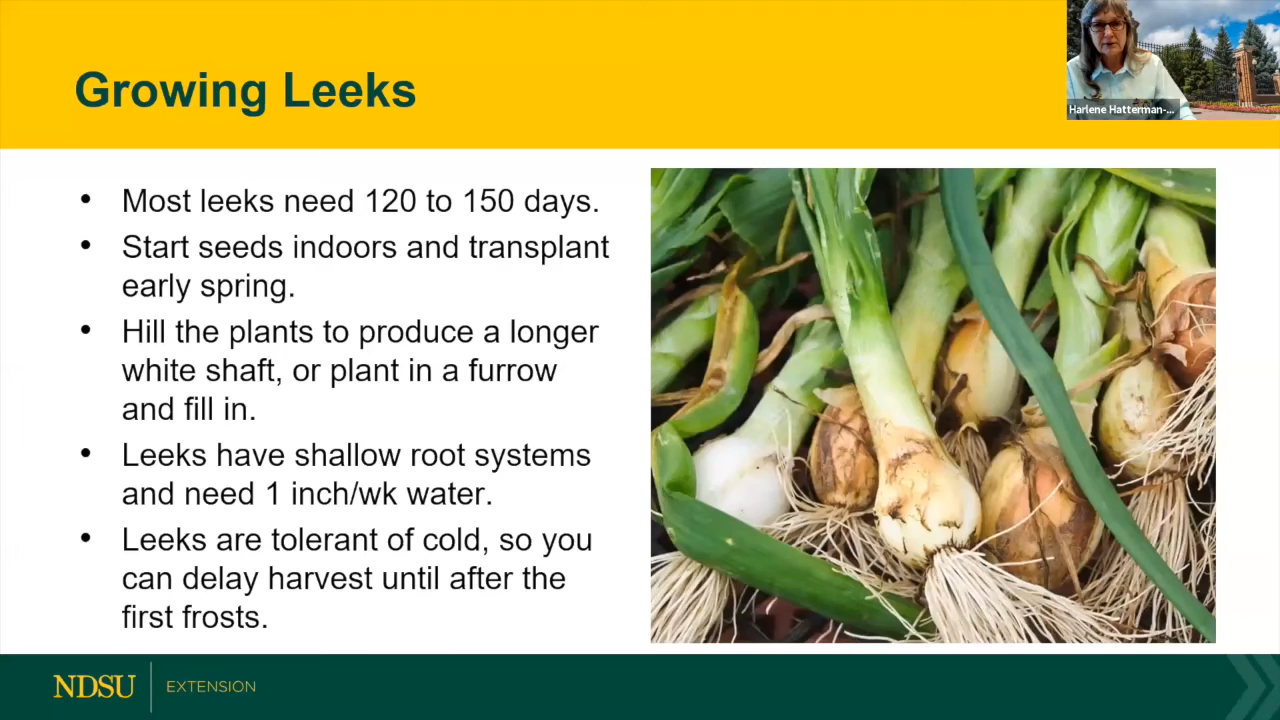 Growing Leeks
Harlene Hatterman-...
• Most leeks need 120 to 150 days.
• Start seeds indoors and transplant
early spring.
• Hill the plants to produce a longer
white shaft, or plant in a furrow
and fill in.
• Leeks have shallow root systems
and need 1 inch/wk water.
• Leeks are tolerant of cold, so you
can delay harvest until after the
first frosts.
NDSU EXTENSION